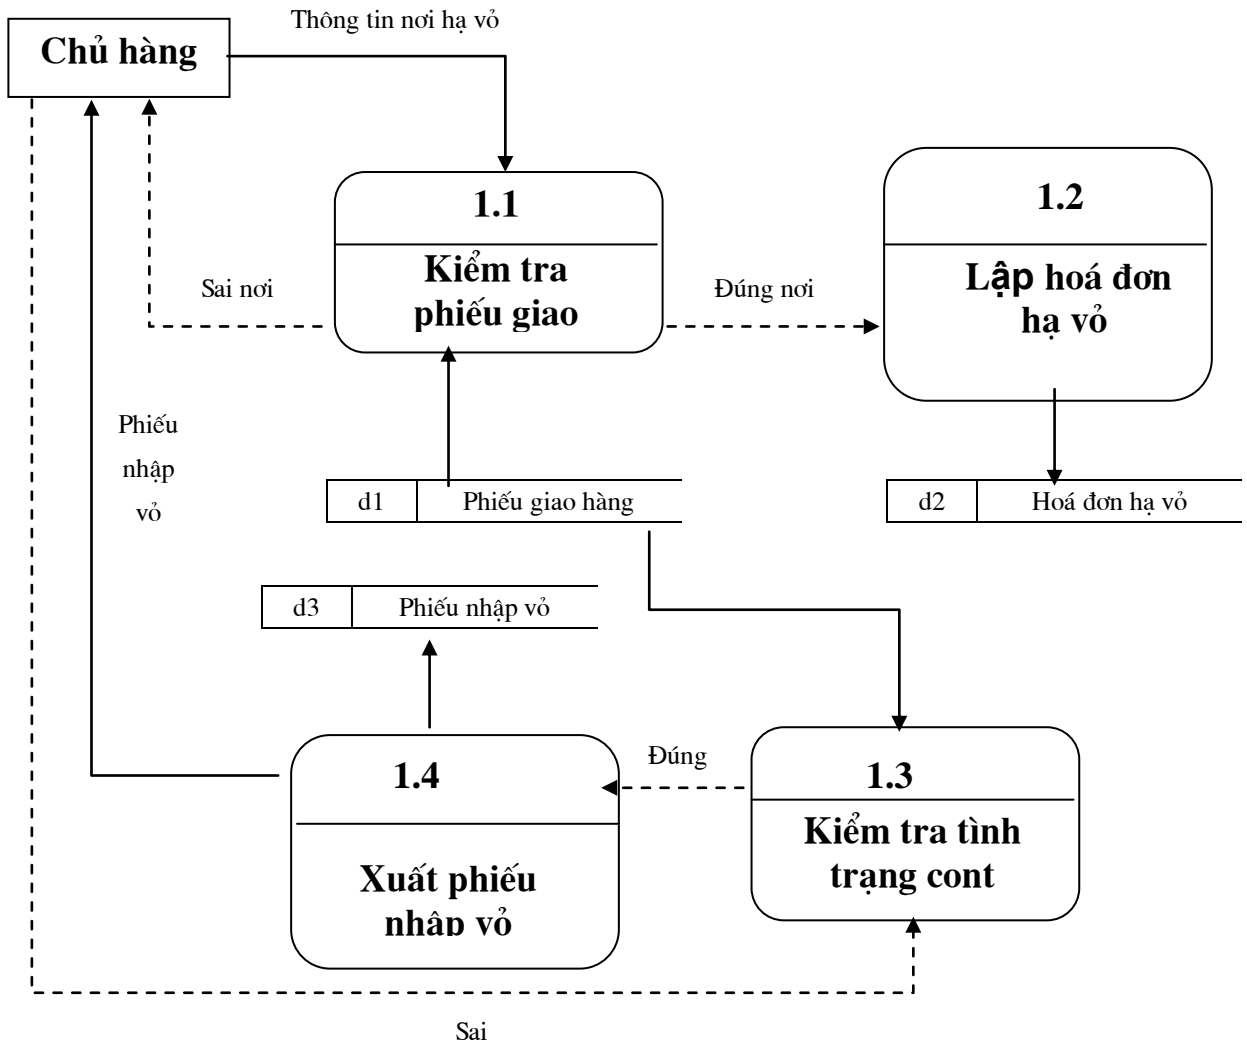 Thông tin nơi hạ vỏ
Chủ hàng
1.1
Kiểm tra
phiếu giao
1.2
Lập hoá đơn
hạ vỏ
Sai nơi
Đúng nơi
Phiếu
nhập
vỏ
d1 Phiếu giao hàng
d2 Hoá đơn hạ vỏ
d3 Phiếu nhập vỏ
Đúng
1.4
Xuất phiếu
nhập vỏ
1.3
Kiểm tra tình
trạng cont
Sai